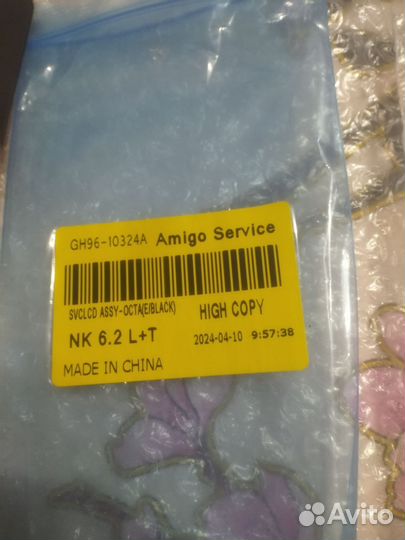 GH96-10324A Amigo Service
SVCLCD ASSY-OCTA(E/BLACK) HIGH COPY
NK 6.2 L+T 2024-04-10 9:57:38
MADE IN CHINA
Avito